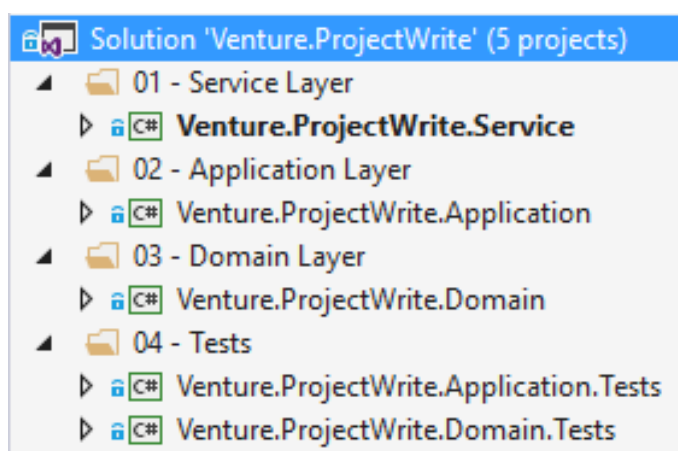 Solution 'Venture.ProjectWrite' (5 projects)
01 - Service Layer
C# Venture.ProjectWrite.Service
02 - Application Layer
C# Venture.ProjectWrite.Application
03 - Domain Layer
C# Venture.ProjectWrite.Domain
04 - Tests
C# Venture.ProjectWrite.Application.Tests
C# Venture.ProjectWrite.Domain.Tests